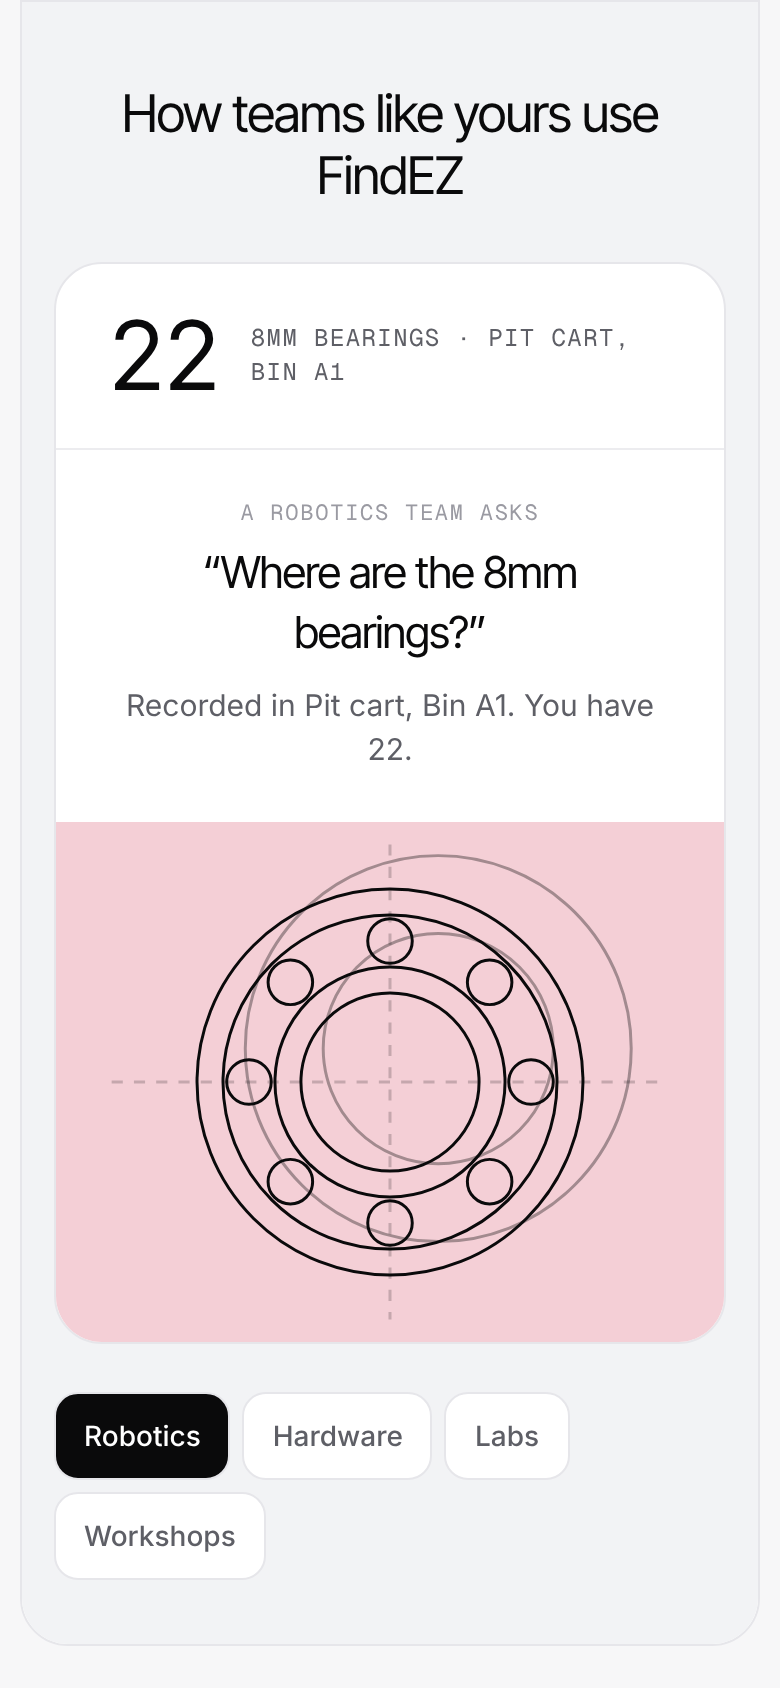 How teams like yours use
FindEZ
22
8MM BEARINGS · PIT CART,
BIN A1
A ROBOTICS TEAM ASKS
“Where are the 8mm
bearings?”
Recorded in Pit cart, Bin A1. You have
22.
Robotics
Hardware
Labs
Workshops